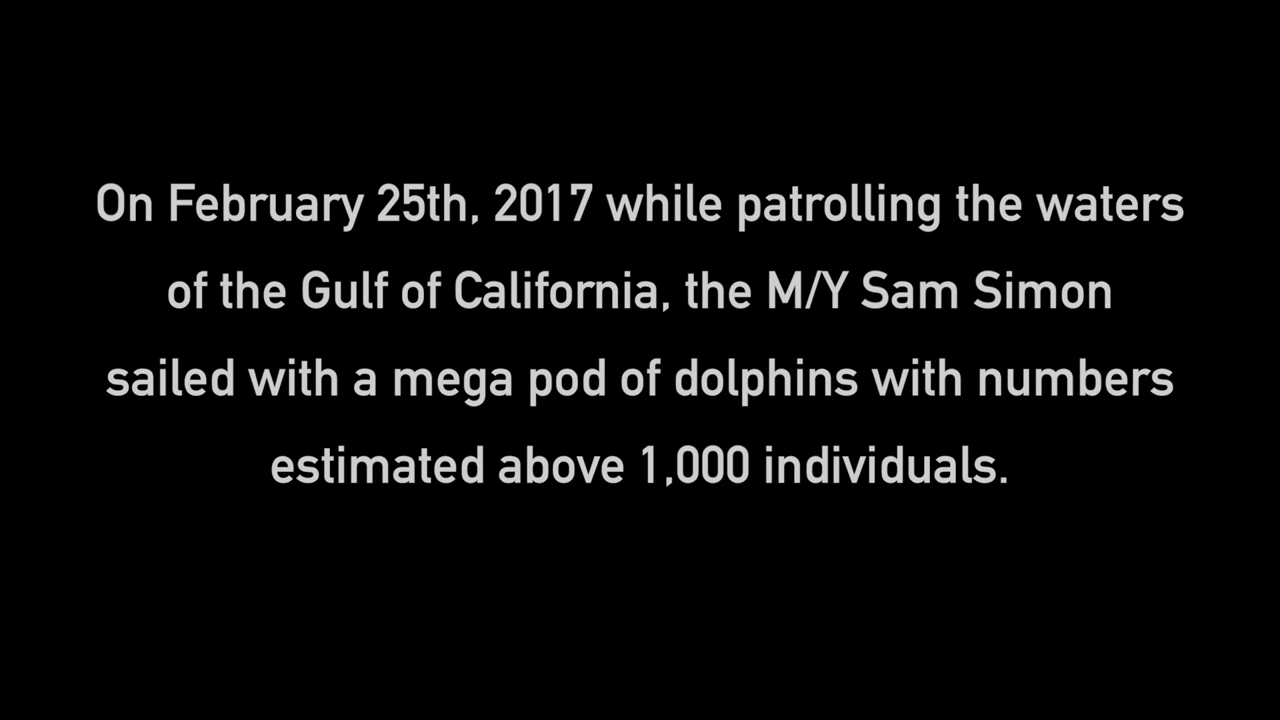 On February 25th, 2017 while patrolling the waters
of the Gulf of California, the M/Y Sam Simon
sailed with a mega pod of dolphins with numbers
estimated above 1,000 individuals.